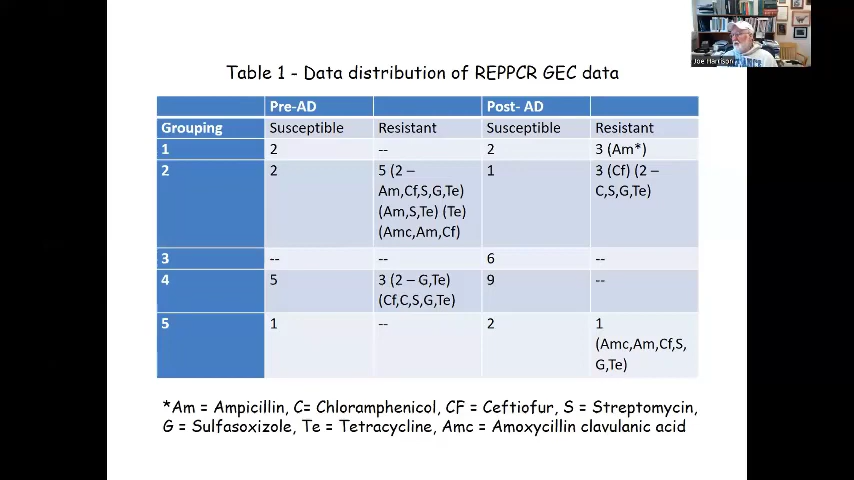 Joe Harrison
Table 1 - Data distribution of REPPCR GEC data
Pre-AD Post- AD
Grouping Susceptible Resistant Susceptible Resistant
1 2 -- 2 3 (Am*)
2 2 5 (2 – 1 3 (Cf) (2 –
Am,Cf,S,G,Te) C,S,G,Te)
(Am,S,Te) (Te)
(Amc,Am,Cf)
3 -- -- 6 --
4 5 3 (2 – G,Te) 9 --
(Cf,C,S,G,Te)
5 1 -- 2 1
(Amc,Am,Cf,S,
G,Te)
*Am = Ampicillin, C= Chloramphenicol, CF = Ceftiofur, S = Streptomycin,
G = Sulfasoxizole, Te = Tetracycline, Amc = Amoxycillin clavulanic acid